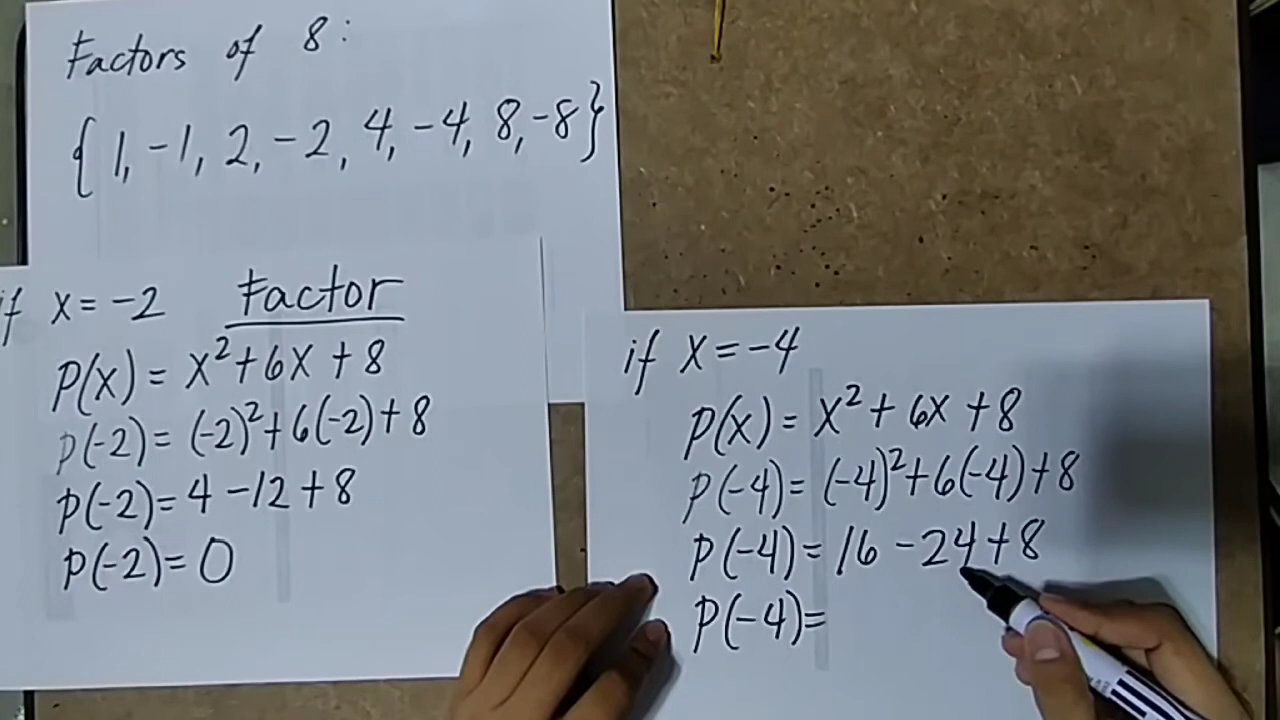 Factors of 8:
{1, -1, 2, -2, 4, -4, 8, -8}
if x = -2 Factor
P(x) = x² + 6x + 8
P(-2) = (-2)² + 6(-2) + 8
P(-2) = 4 - 12 + 8
P(-2) = 0
if x = -4
P(x) = x² + 6x + 8
P(-4) = (-4)² + 6(-4) + 8
P(-4) = 16 - 24 + 8
P(-4) =